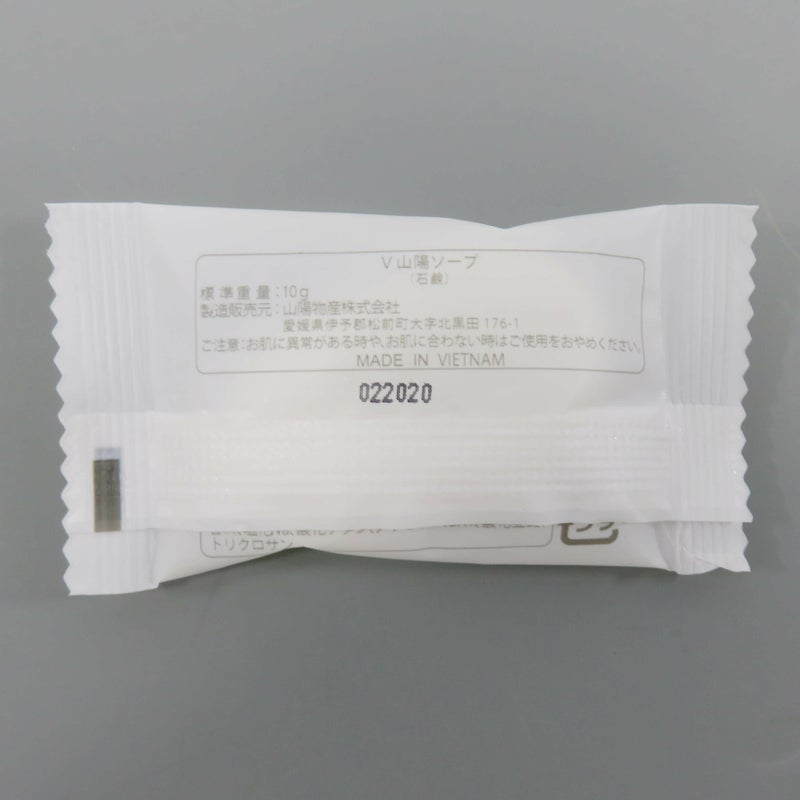 V山陽ソープ
（石鹸）
標準重量：10g
製造販売元：山陽物産株式会社
愛媛県伊予郡松前町大字北黒田176-1
ご注意：お肌に異常がある時や、お肌に合わない時はご使用をおやめください。
MADE IN VIETNAM
022020
トリクロサン